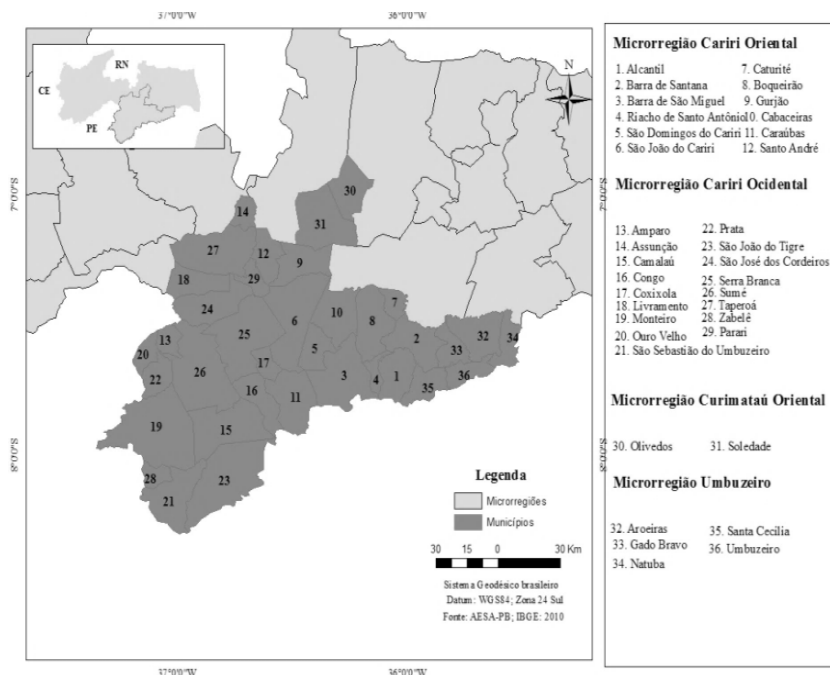 37°0'0"W
36°0'0"W
RN
CE
PE
N
7°0'0"S
7°0'0"S
8°0'0"S
8°0'0"S
30
14
31
27
12
9
18
29
24
10
7
6
8
13
25
2
32
34
20
5
33
26
17
22
16
3
4
1
36
35
11
19
15
28
23
21
Legenda
Microrregiões
Municípios
30 15 0 30 Km
Sistema Geodésico brasileiro
Datum: WGS84; Zona 24 Sul
Fonte: AESA-PB; IBGE: 2010
37°0'0"W
36°0'0"W
Microrregião Cariri Oriental
1. Alcantil 7. Caturité
2. Barra de Santana 8. Boqueirão
3. Barra de São Miguel 9. Gurjão
4. Riacho de Santo Antônio10. Cabaceiras
5. São Domingos do Cariri 11. Caraúbas
6. São João do Cariri 12. Santo André
Microrregião Cariri Ocidental
13. Amparo 22. Prata
14. Assunção 23. São João do Tigre
15. Camalaú 24. São José dos Cordeiros
16. Congo 25. Serra Branca
17. Coxixola 26. Sumé
18. Livramento 27. Taperoá
19. Monteiro 28. Zabelê
20. Ouro Velho 29. Parari
21. São Sebastião do Umbuzeiro
Microrregião Curimataú Oriental
30. Olivedos 31. Soledade
Microrregião Umbuzeiro
32. Aroeiras 35. Santa Cecília
33. Gado Bravo 36. Umbuzeiro
34. Natuba